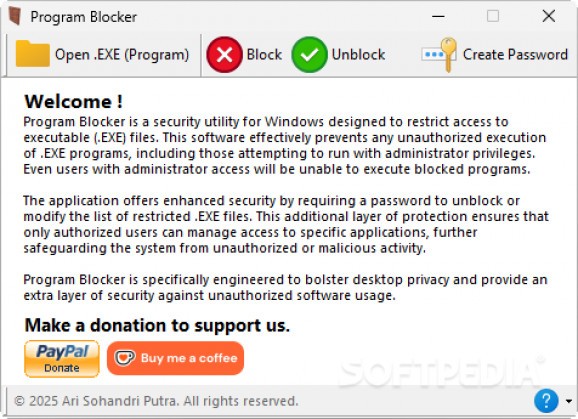 Program Blocker
Open .EXE (Program)
Block
Unblock
Create Password
Welcome !
Program Blocker is a security utility for Windows designed to restrict access to
executable (.EXE) files. This software effectively prevents any unauthorized execution
of .EXE programs, including those attempting to run with administrator privileges.
Even users with administrator access will be unable to execute blocked programs.
The application offers enhanced security by requiring a password to unblock or
modify the list of restricted .EXE files. This additional layer of protection ensures that
only authorized users can manage access to specific applications, further
safeguarding the system from unauthorized or malicious activity.
Program Blocker is specifically engineered to bolster desktop privacy and provide an
extra layer of security against unauthorized software usage.
Make a donation to support us.
PayPal
Donate
Buy me a coffee
SOFTPEDIA
© 2025 Ari Sohandri Putra. All rights reserved.
?